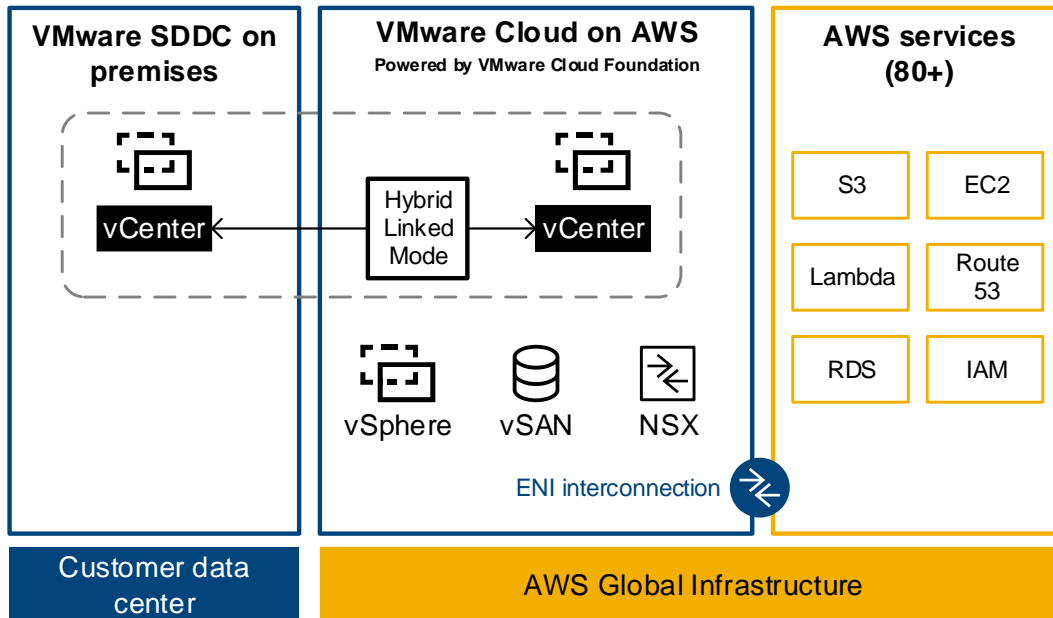 VMware SDDC on
premises
VMware Cloud on AWS
Powered by VMware Cloud Foundation
AWS services
(80+)
vCenter
Hybrid
Linked
Mode
vCenter
S3
EC2
Lambda
Route
53
RDS
IAM
vSphere
vSAN
NSX
ENI interconnection
Customer data
center
AWS Global Infrastructure